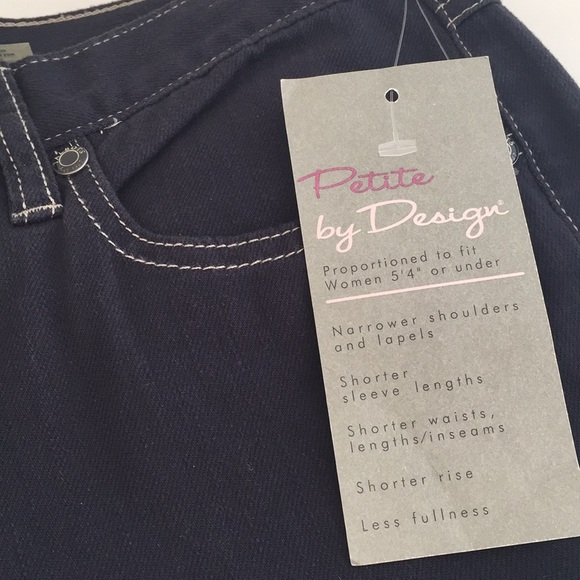 Petite
by Design®
Proportioned to fit
Women 5'4" or under
Narrower shoulders
and lapels
Shorter
sleeve lengths
Shorter waists,
lengths/inseams
Shorter rise
Less fullness